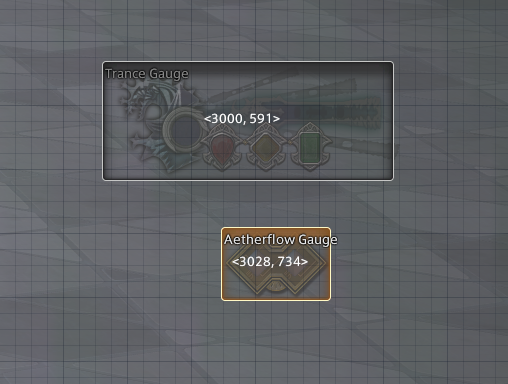 Trance Gauge
<3000, 591>
Aetherflow Gauge
<3028, 734>